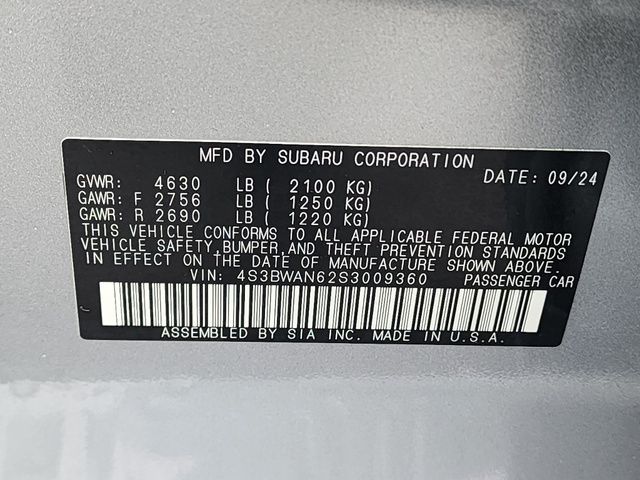 MFD BY SUBARU CORPORATION
DATE: 09/24
GVWR: 4630 LB ( 2100 KG)
GAWR: F 2756 LB ( 1250 KG)
GAWR: R 2690 LB ( 1220 KG)
THIS VEHICLE CONFORMS TO ALL APPLICABLE FEDERAL MOTOR
VEHICLE SAFETY, BUMPER, AND THEFT PREVENTION STANDARDS
IN EFFECT ON THE DATE OF MANUFACTURE SHOWN ABOVE.
VIN: 4S3BWAN62S3009360 PASSENGER CAR
ASSEMBLED BY SIA INC. MADE IN U.S.A.